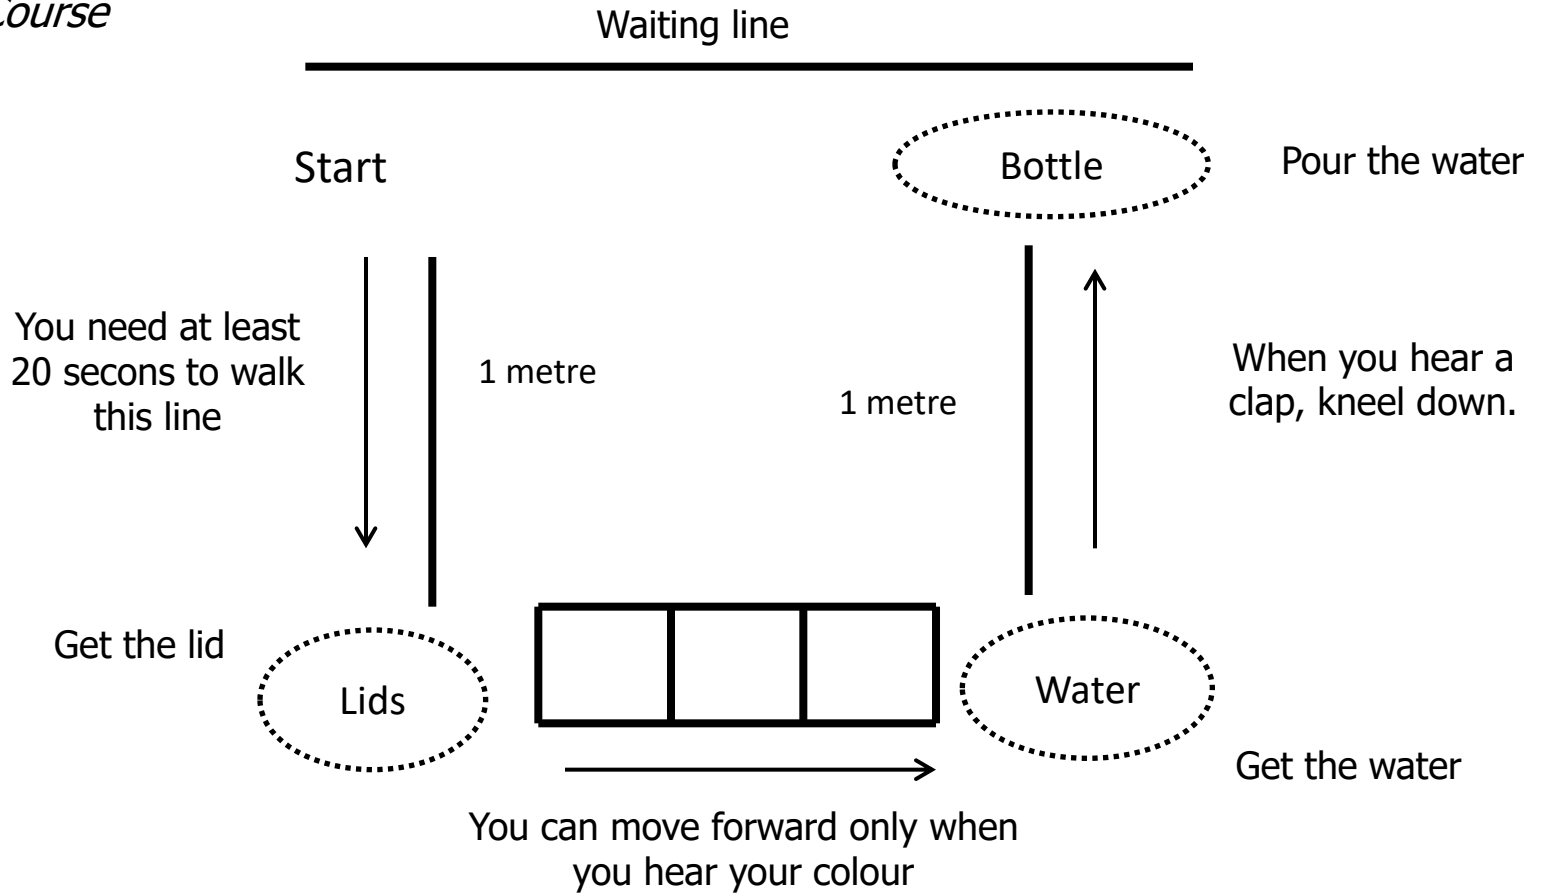 Course
Waiting line
Start
Bottle
Pour the water
You need at least
20 secons to walk
this line
1 metre
1 metre
When you hear a
clap, kneel down.
Get the lid
Lids
Water
Get the water
You can move forward only when
you hear your colour